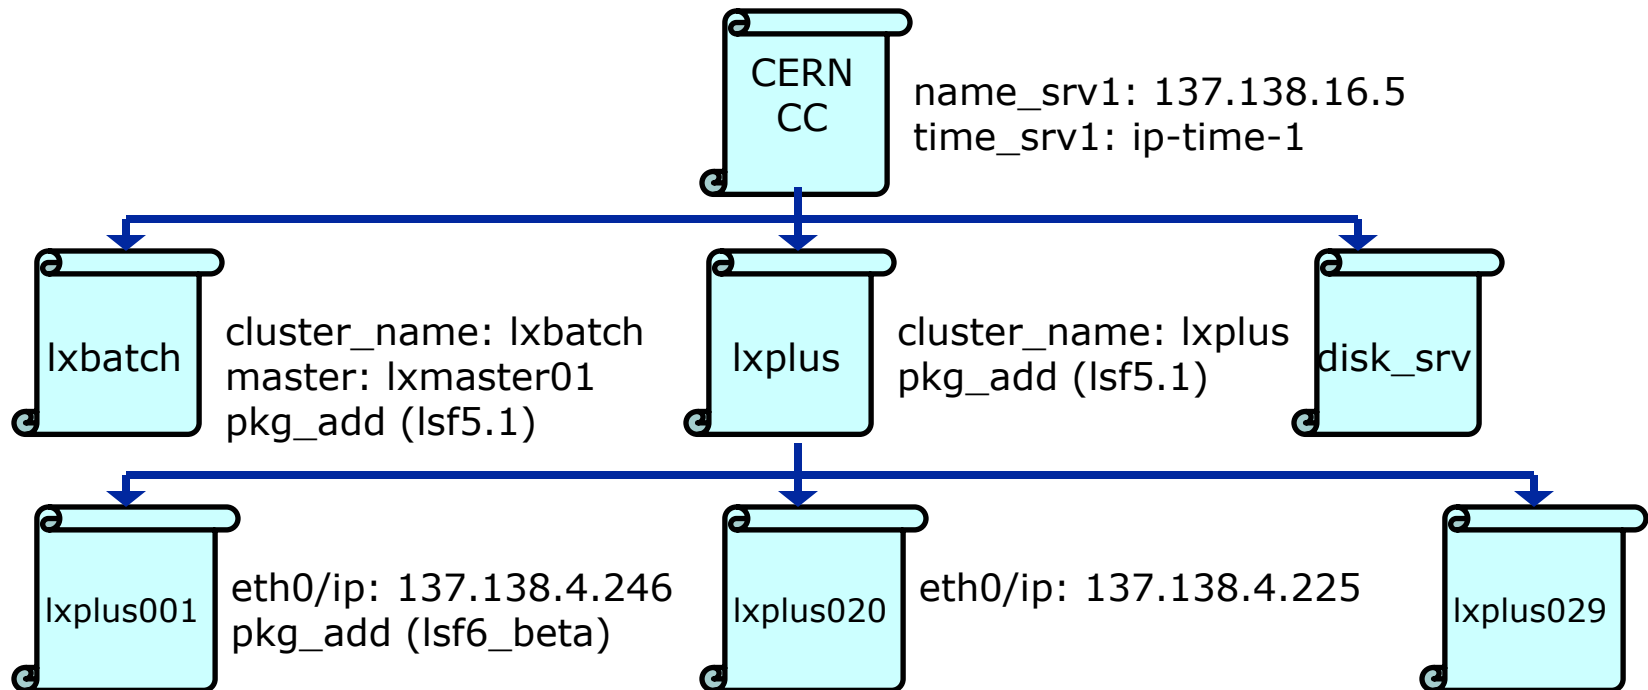 CERN
CC
name_srv1: 137.138.16.5
time_srv1: ip-time-1
lxbatch
cluster_name: lxbatch
master: lxmaster01
pkg_add (lsf5.1)
lxplus
cluster_name: lxplus
pkg_add (lsf5.1)
disk_srv
lxplus001
eth0/ip: 137.138.4.246
pkg_add (lsf6_beta)
lxplus020
eth0/ip: 137.138.4.225
lxplus029